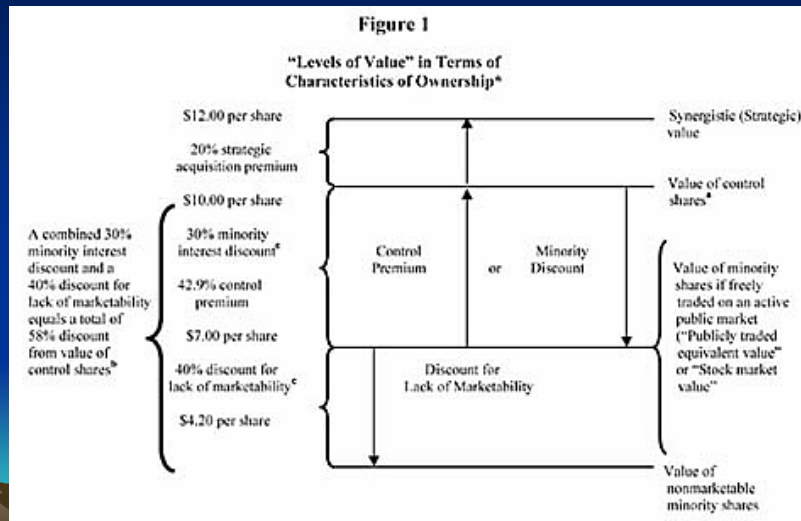 Figure 1
“Levels of Value” in Terms of
Characteristics of Ownership*
$12.00 per share
20% strategic
acquisition premium
$10.00 per share
30% minority
interest discountᶜ
42.9% control
premium
$7.00 per share
40% discount for
lack of marketabilityᶜ
$4.20 per share
A combined 30%
minority interest
discount and a
40% discount for
lack of marketability
equals a total of
58% discount
from value of
control sharesᵇ
Control
Premium
or
Minority
Discount
Discount for
Lack of Marketability
Synergistic (Strategic)
value
Value of control
sharesᵃ
Value of minority
shares if freely
traded on an active
public market
(“Publicly traded
equivalent value”
or “Stock market
value”
Value of
nonmarketable
minority shares